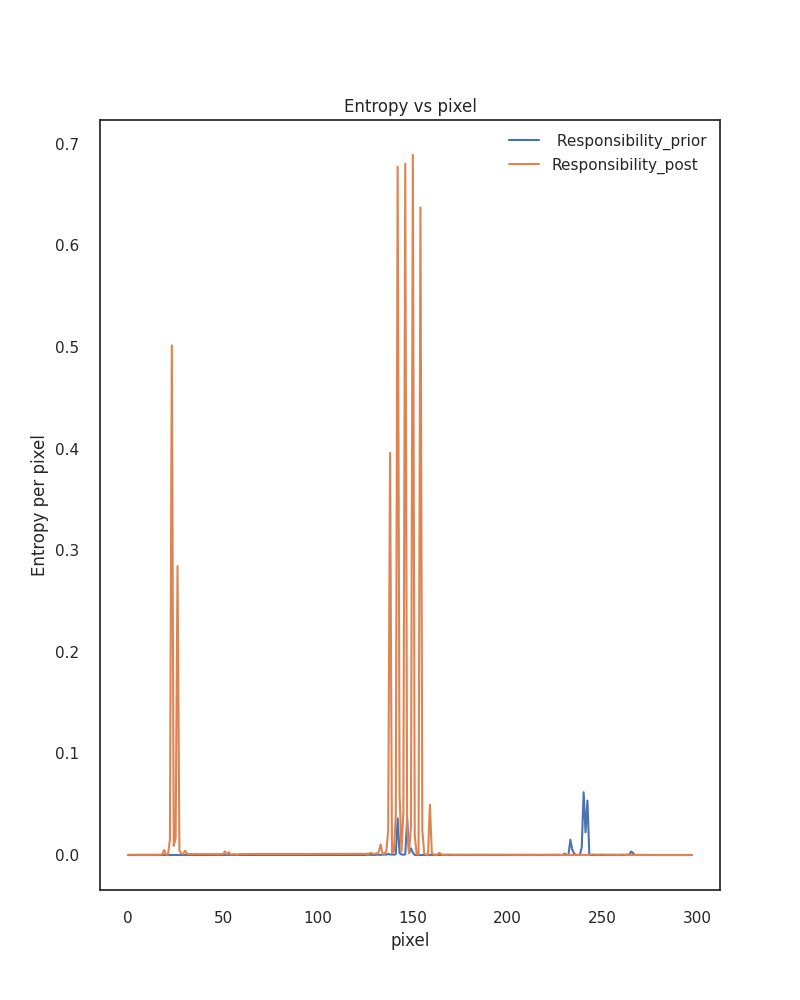 Entropy vs pixel
Responsibility_prior
Responsibility_post
0.7
0.6
0.5
0.4
0.3
0.2
0.1
0.0
Entropy per pixel
0 50 100 150 200 250 300
pixel